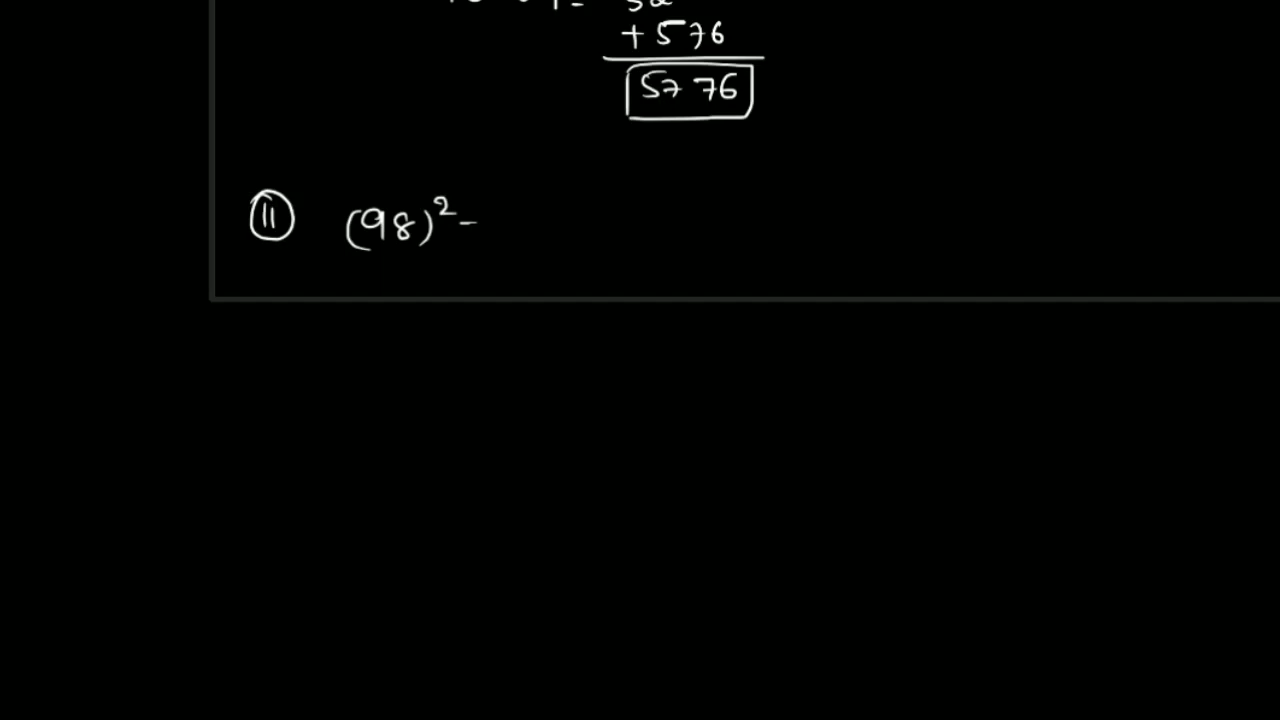 + 576
5776
(11) (98)² -